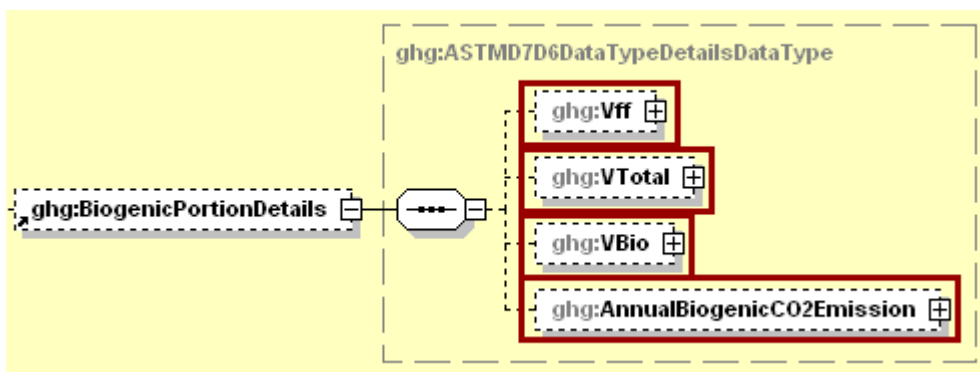 ghg:ASTMD7D6DataTypeDetailsDataType
ghg:Vff
ghg:VTotal
ghg:BiogenicPortionDetails
ghg:VBio
ghg:AnnualBiogenicCO2Emission